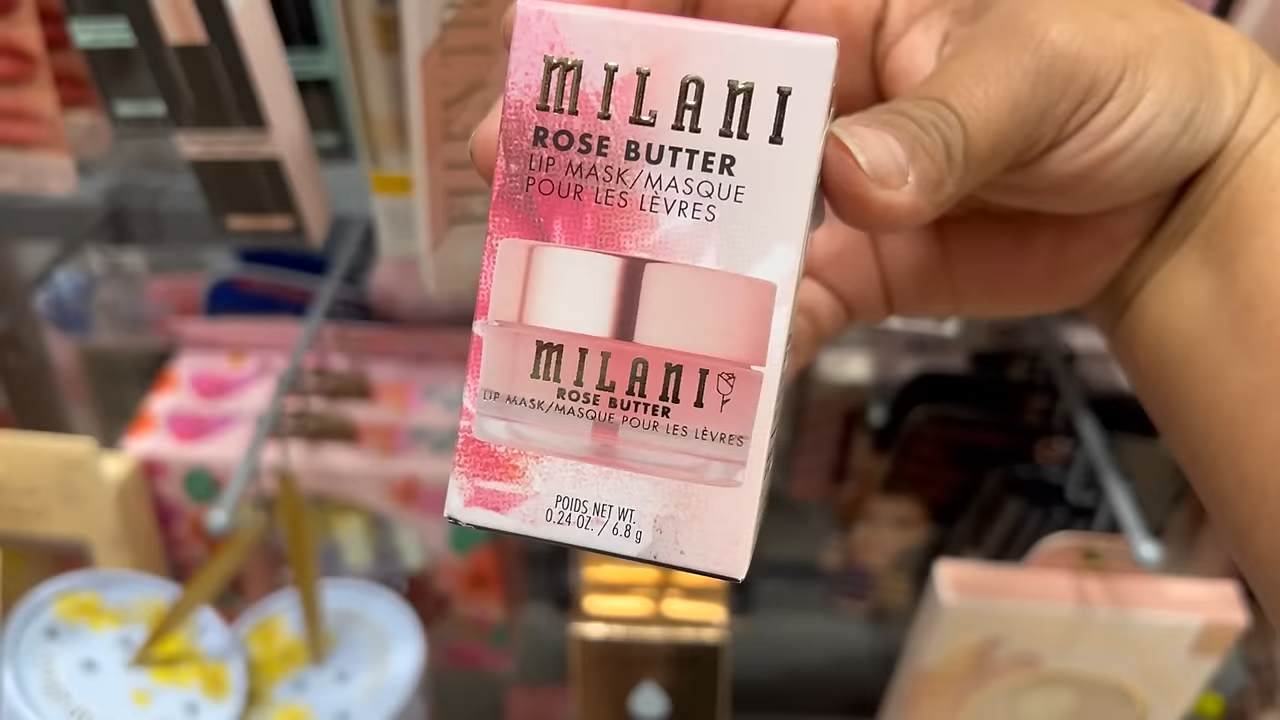 MILANI
ROSE BUTTER
LIP MASK/MASQUE
POUR LES LÈVRES
MILANI
ROSE BUTTER
LIP MASK/MASQUE POUR LES LÈVRES
POIDS NET WT.
0.24 OZ. / 6.8 g